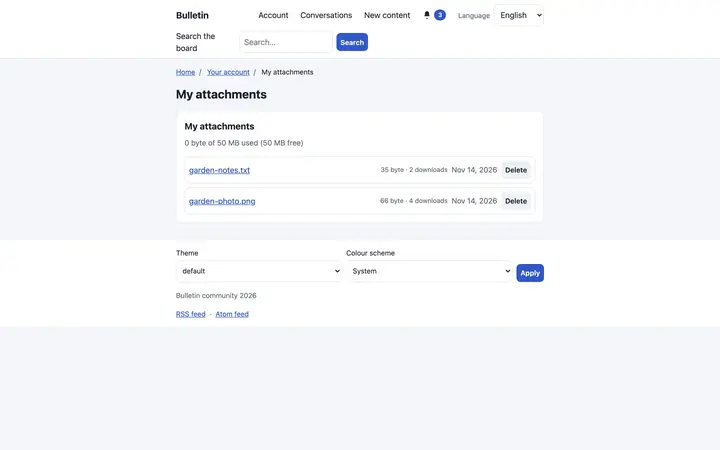 Bulletin Account Conversations New content 3 Language English
Search the board Search... Search
Home / Your account / My attachments
My attachments
My attachments
0 byte of 50 MB used (50 MB free)
garden-notes.txt 35 byte · 2 downloads Nov 14, 2026 Delete
garden-photo.png 66 byte · 4 downloads Nov 14, 2026 Delete
Theme Colour scheme
default System Apply
Bulletin community 2026
RSS feed · Atom feed